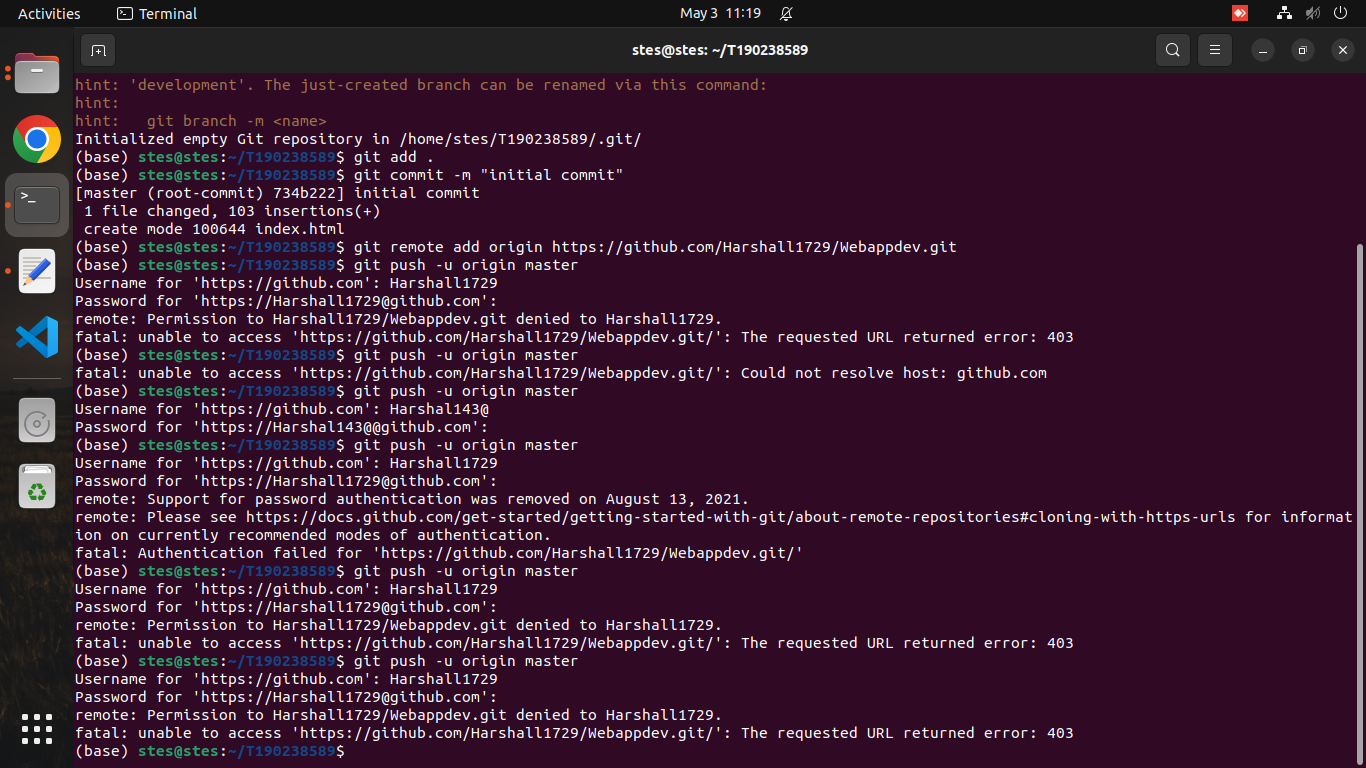 Activities
Terminal
May 3 11:19
stes@stes: ~/T190238589
hint: 'development'. The just-created branch can be renamed via this command:
hint:
hint:   git branch -m <name>
Initialized empty Git repository in /home/stes/T190238589/.git/
(base) stes@stes:~/T190238589$ git add .
(base) stes@stes:~/T190238589$ git commit -m "initial commit"
[master (root-commit) 734b222] initial commit
 1 file changed, 103 insertions(+)
 create mode 100644 index.html
(base) stes@stes:~/T190238589$ git remote add origin https://github.com/Harshall1729/Webappdev.git
(base) stes@stes:~/T190238589$ git push -u origin master
Username for 'https://github.com': Harshall1729
Password for 'https://Harshall1729@github.com':
remote: Permission to Harshall1729/Webappdev.git denied to Harshall1729.
fatal: unable to access 'https://github.com/Harshall1729/Webappdev.git/': The requested URL returned error: 403
(base) stes@stes:~/T190238589$ git push -u origin master
fatal: unable to access 'https://github.com/Harshall1729/Webappdev.git/': Could not resolve host: github.com
(base) stes@stes:~/T190238589$ git push -u origin master
Username for 'https://github.com': Harshal143@
Password for 'https://Harshal143@@github.com':
(base) stes@stes:~/T190238589$ git push -u origin master
Username for 'https://github.com': Harshall1729
Password for 'https://Harshall1729@github.com':
remote: Support for password authentication was removed on August 13, 2021.
remote: Please see https://docs.github.com/get-started/getting-started-with-git/about-remote-repositories#cloning-with-https-urls for informat
ion on currently recommended modes of authentication.
fatal: Authentication failed for 'https://github.com/Harshall1729/Webappdev.git/'
(base) stes@stes:~/T190238589$ git push -u origin master
Username for 'https://github.com': Harshall1729
Password for 'https://Harshall1729@github.com':
remote: Permission to Harshall1729/Webappdev.git denied to Harshall1729.
fatal: unable to access 'https://github.com/Harshall1729/Webappdev.git/': The requested URL returned error: 403
(base) stes@stes:~/T190238589$ git push -u origin master
Username for 'https://github.com': Harshall1729
Password for 'https://Harshall1729@github.com':
remote: Permission to Harshall1729/Webappdev.git denied to Harshall1729.
fatal: unable to access 'https://github.com/Harshall1729/Webappdev.git/': The requested URL returned error: 403
(base) stes@stes:~/T190238589$